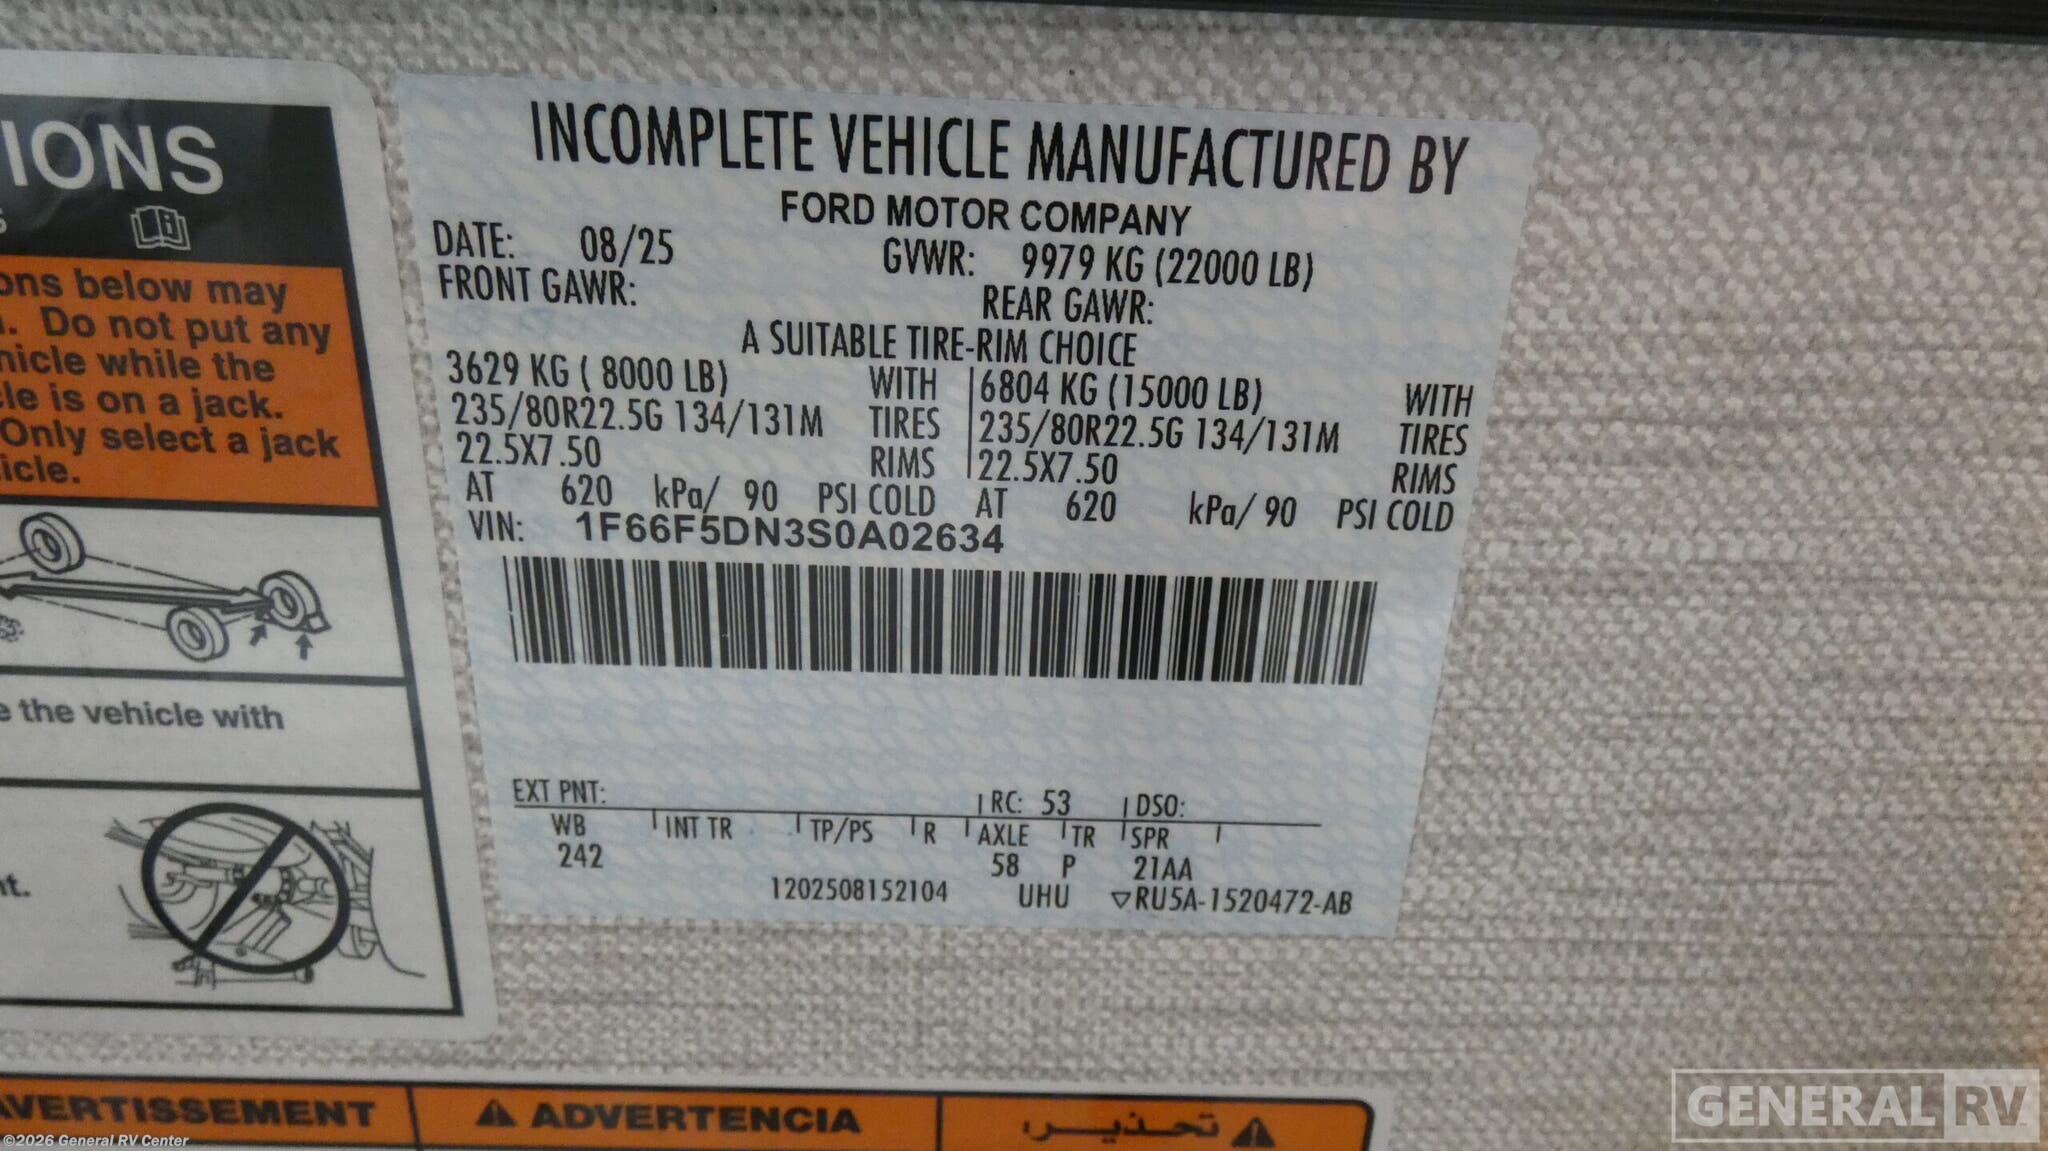 IONS
ons below may
. Do not put any
hicle while the
cle is on a jack.
Only select a jack
icle.
e the vehicle with
nt.
INCOMPLETE VEHICLE MANUFACTURED BY
FORD MOTOR COMPANY
DATE: 08/25 GVWR: 9979 KG (22000 LB)
FRONT GAWR: REAR GAWR:
A SUITABLE TIRE-RIM CHOICE
3629 KG ( 8000 LB) WITH 6804 KG (15000 LB) WITH
235/80R22.5G 134/131M TIRES 235/80R22.5G 134/131M TIRES
22.5X7.50 RIMS 22.5X7.50 RIMS
AT 620 kPa/ 90 PSI COLD AT 620 kPa/ 90 PSI COLD
VIN: 1F66F5DN3S0A02634
EXT PNT: RC: 53 DSO:
WB INT TR TP/PS R AXLE TR SPR
242 58 P 21AA
1202508152104 UHU ▽RU5A-1520472-AB
AVERTISSEMENT ⚠ ADVERTENCIA تحذير ⚠
©2026 General RV Center
GENERAL RV